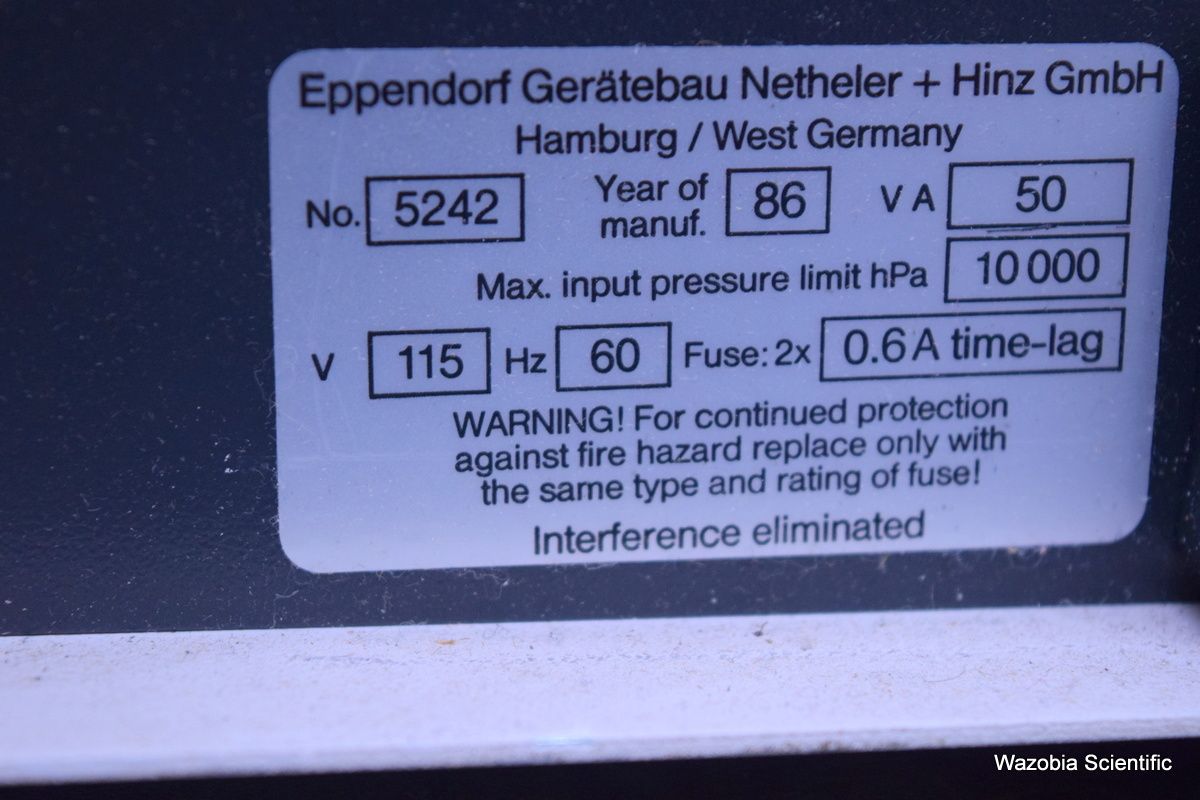 Eppendorf Gerätebau Netheler + Hinz GmbH
Hamburg / West Germany
No. 5242 Year of manuf. 86 V A 50
Max. input pressure limit hPa 10 000
V 115 Hz 60 Fuse: 2x 0.6 A time-lag
WARNING! For continued protection
against fire hazard replace only with
the same type and rating of fuse!
Interference eliminated
Wazobia Scientific